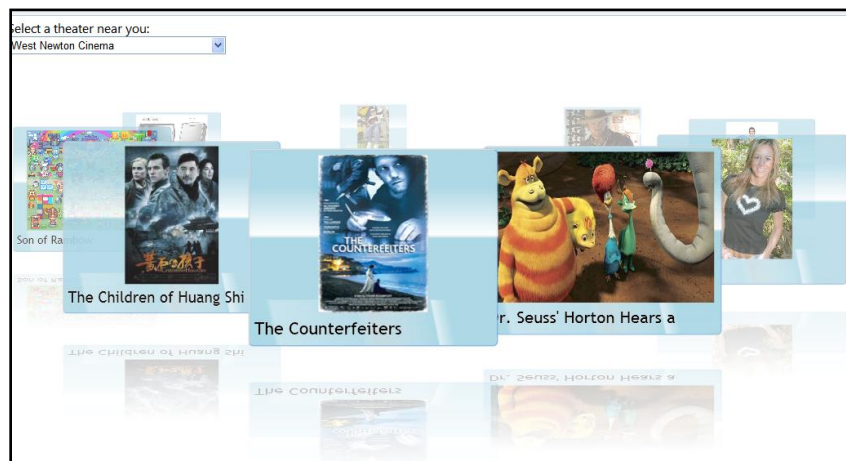 Select a theater near you:
West Newton Cinema
Son of Rainbow
The Children of Huang Shi
THE
COUNTERFEITERS
The Counterfeiters
Dr. Seuss' Horton Hears a